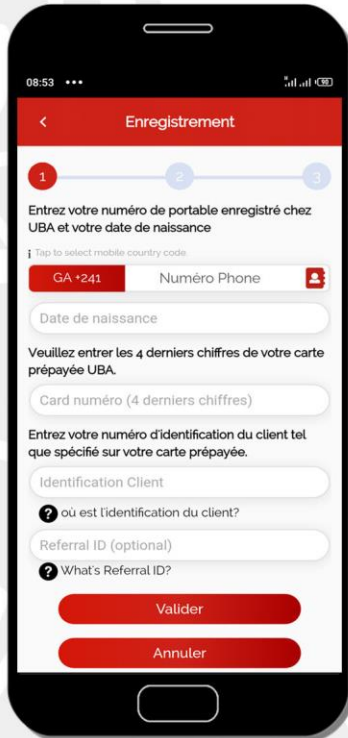 08:53 •••
90
< Enregistrement
1
2
3
Entrez votre numéro de portable enregistré chez
UBA et votre date de naissance
i Tap to select mobile country code
GA +241 Numéro Phone
Date de naissance
Veuillez entrer les 4 derniers chiffres de votre carte
prépayée UBA.
Card numéro (4 derniers chiffres)
Entrez votre numéro d'identification du client tel
que spécifié sur votre carte prépayée.
Identification Client
? où est l'identification du client?
Referral ID (optional)
? What's Referral ID?
Valider
Annuler